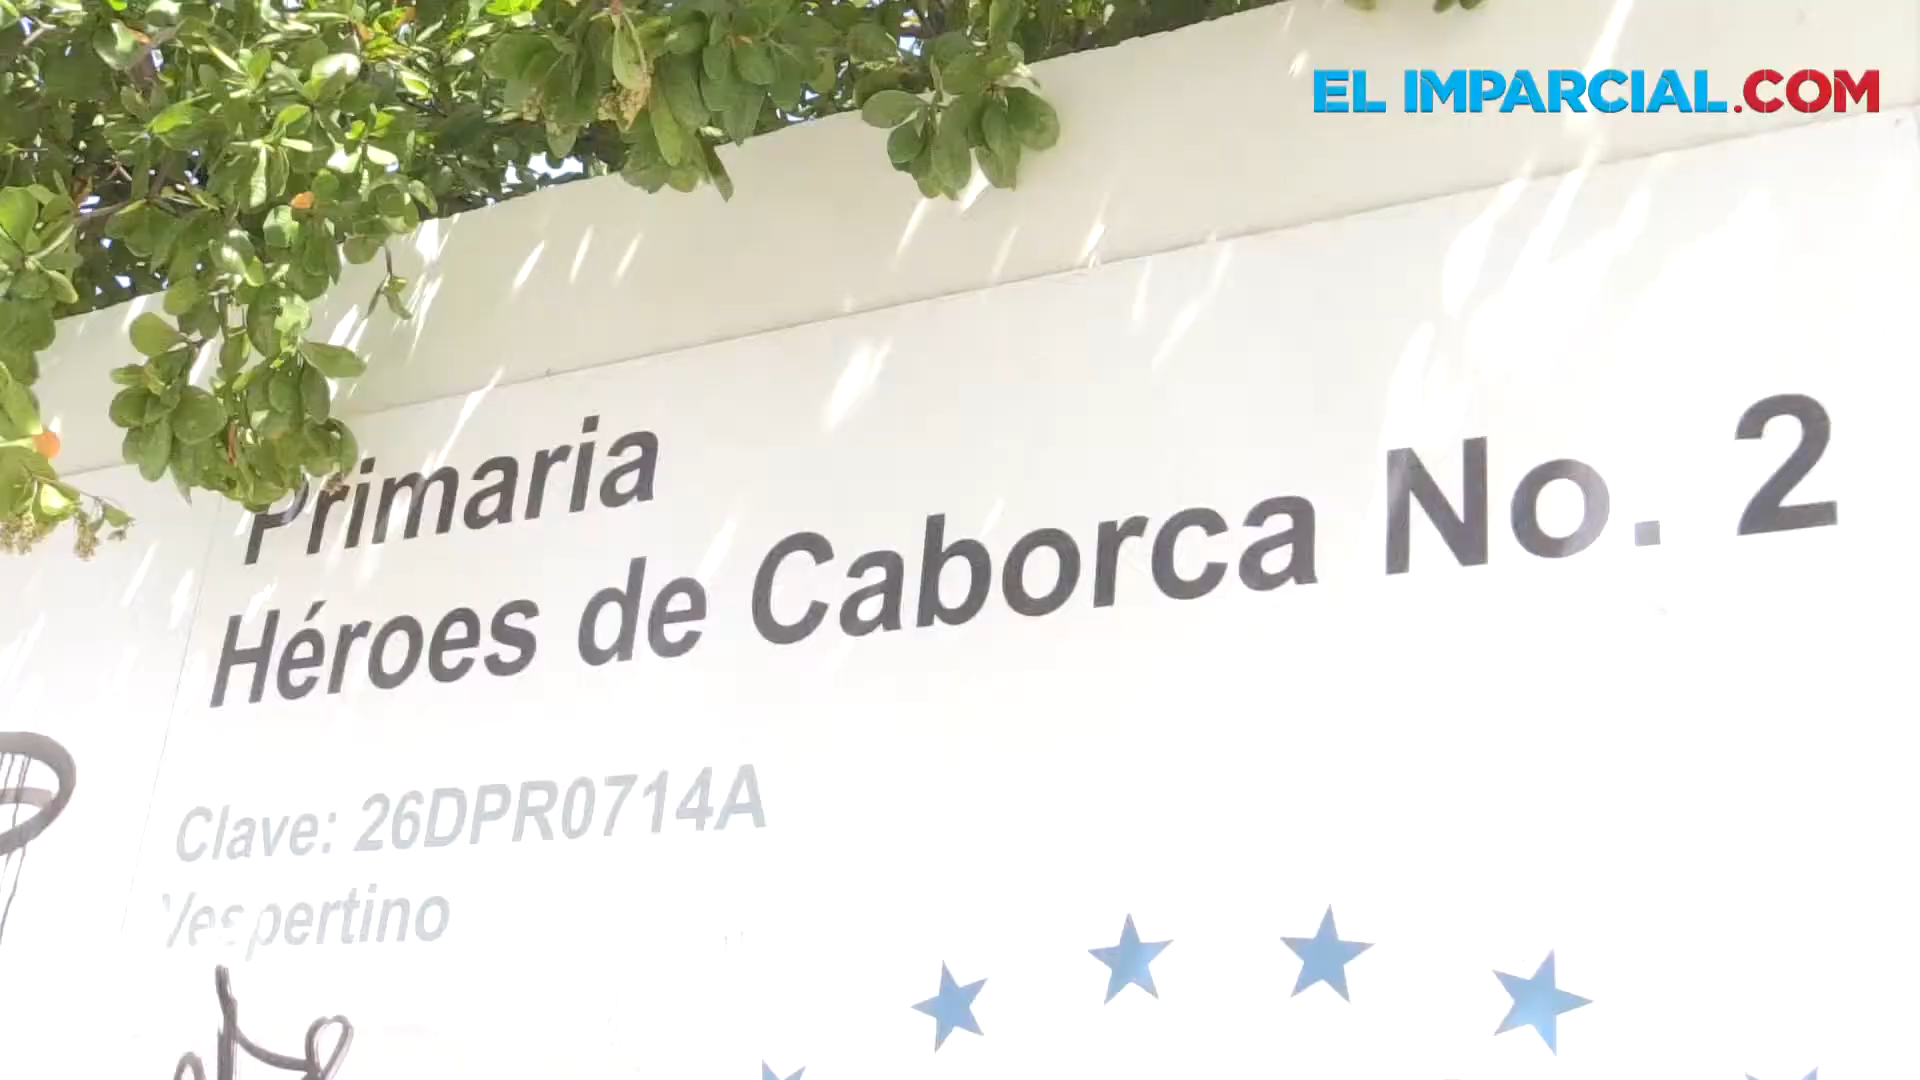 EL IMPARCIAL.COM
Primaria
Héroes de Caborca No. 2
Clave: 26DPR0714A
Vespertino